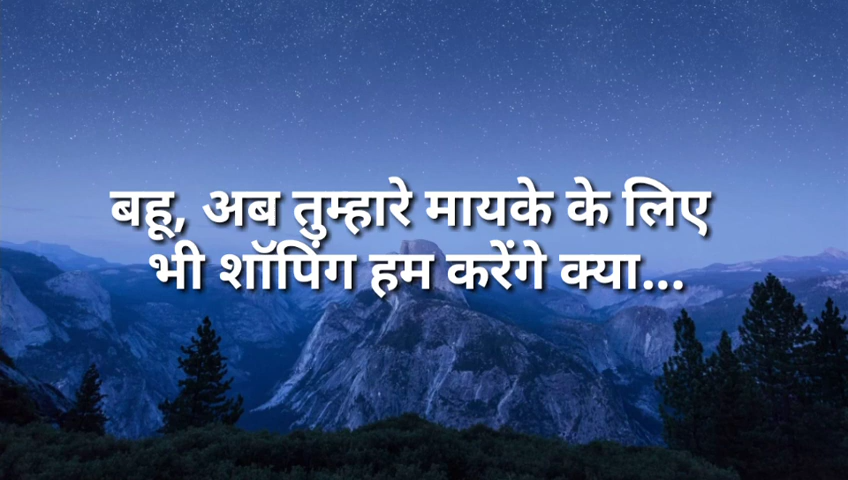 बहू, अब तुम्हारे मायके के लिए
भी शॉपिंग हम करेंगे क्या...